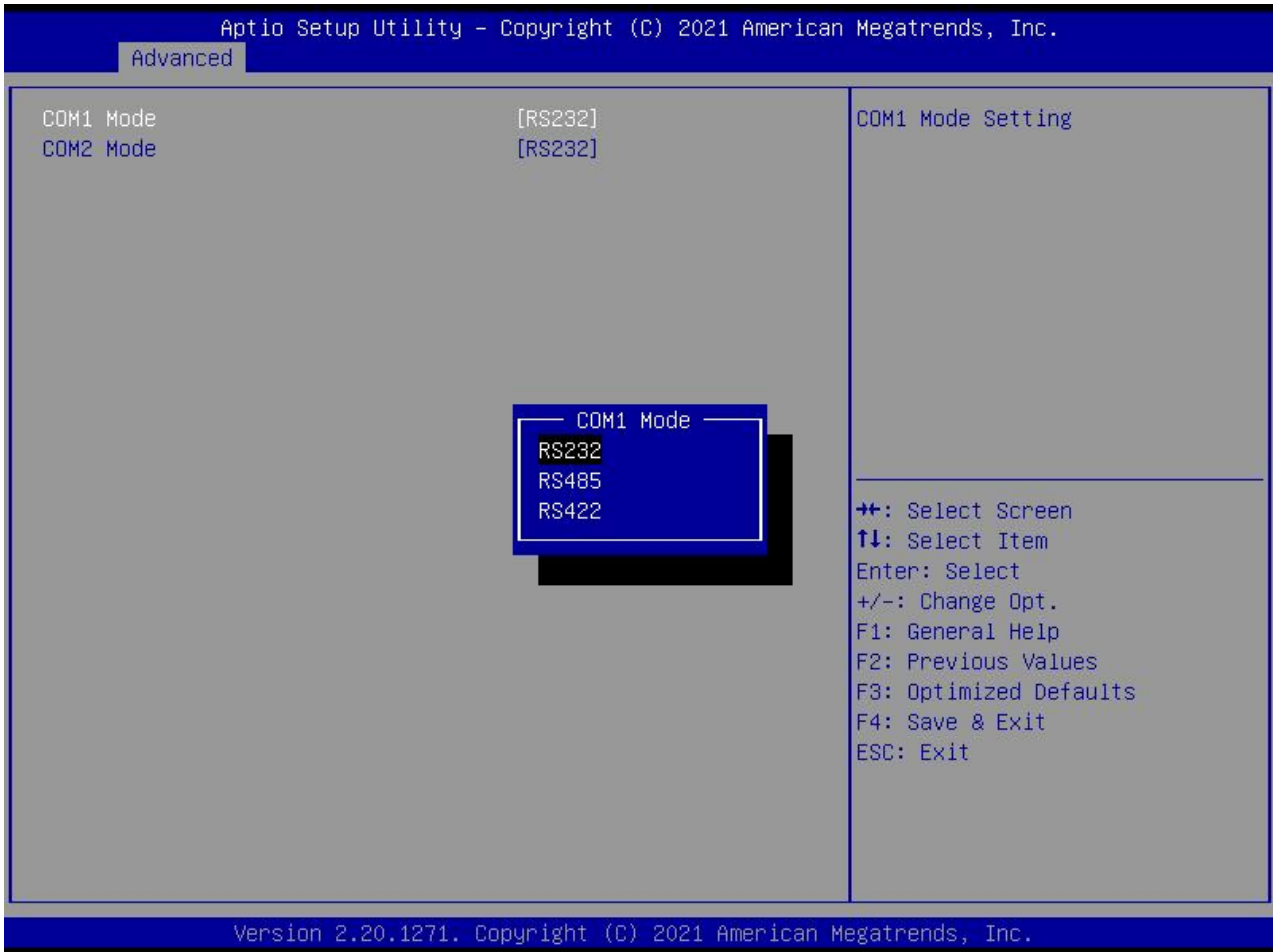 Aptio Setup Utility – Copyright (C) 2021 American Megatrends, Inc.
Advanced
COM1 Mode [RS232]
COM2 Mode [RS232]
COM1 Mode Setting
COM1 Mode
RS232
RS485
RS422
→←: Select Screen
↑↓: Select Item
Enter: Select
+/-: Change Opt.
F1: General Help
F2: Previous Values
F3: Optimized Defaults
F4: Save & Exit
ESC: Exit
Version 2.20.1271. Copyright (C) 2021 American Megatrends, Inc.